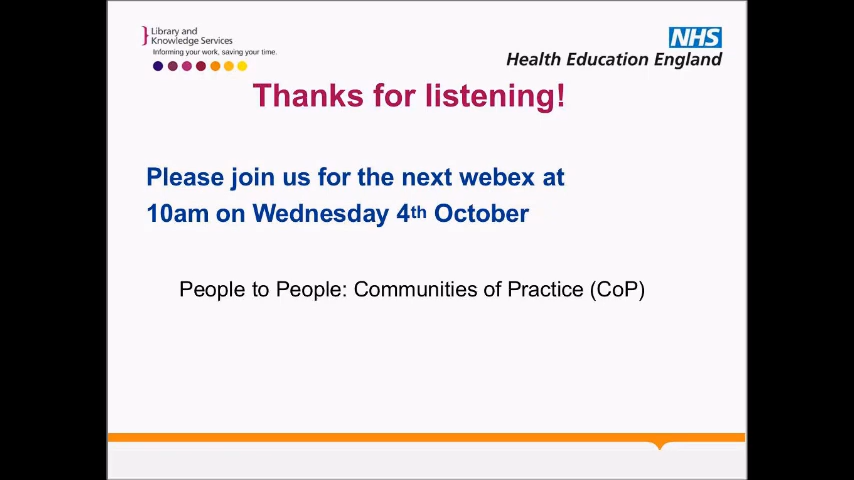 Library and
Knowledge Services
Informing your work, saving your time.
NHS
Health Education England
Thanks for listening!
Please join us for the next webex at
10am on Wednesday 4th October
People to People: Communities of Practice (CoP)